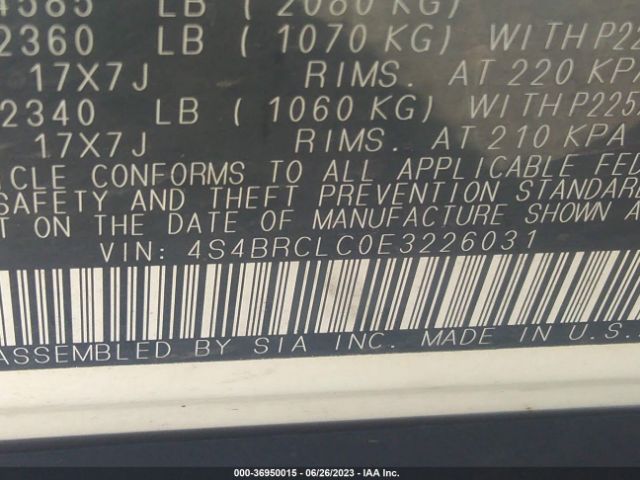 4585 LB ( 2080 KG)
2360 LB ( 1070 KG) WITH P22
17X7J RIMS. AT 220 KP
2340 LB ( 1060 KG) WITH P225
17X7J RIMS. AT 210 KPA
CLE CONFORMS TO ALL APPLICABLE FED
SAFETY AND THEFT PREVENTION STANDAR
T ON THE DATE OF MANUFACTURE SHOWN A
VIN: 4S4BRCLC0E3226031
ASSEMBLED BY SIA INC. MADE IN U.S.
000-36950015 - 06/26/2023 - IAA Inc.